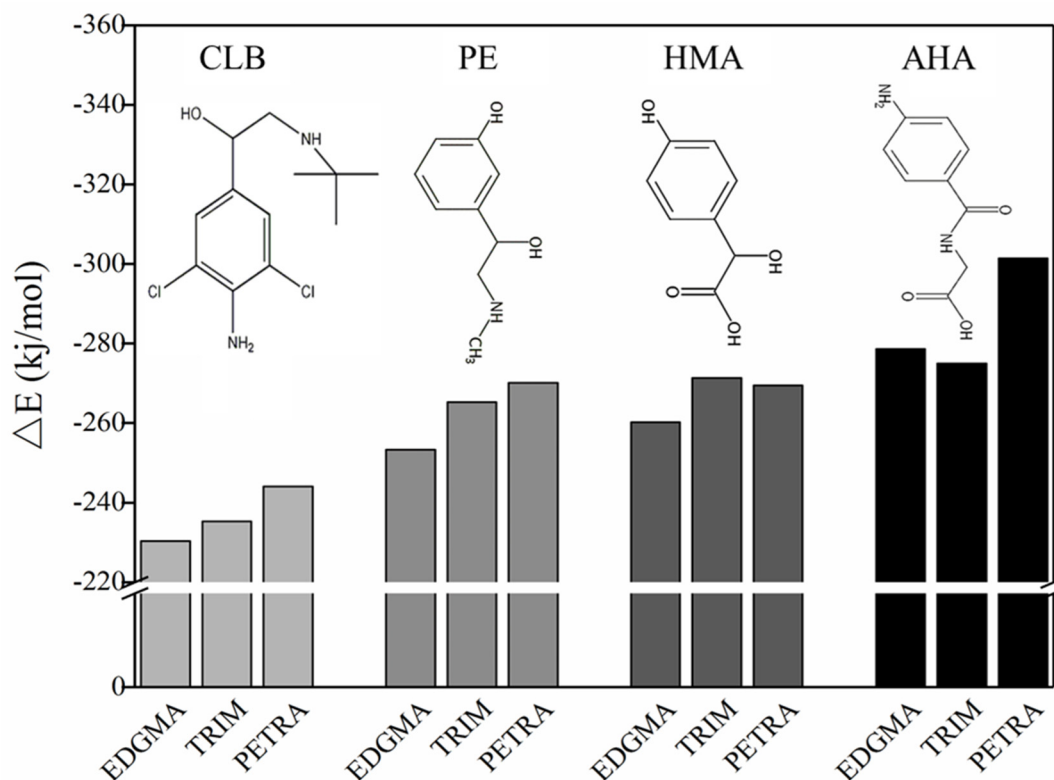 -360
-340
-320
-300
-280
-260
-240
-220
0
△E (kj/mol)
CLB PE HMA AHA
HO
NH
Cl Cl
NH₂
OH
OH
NH
CH₃
HO
OH
O
OH
NH₂
O
NH
O
OH
EDGMA TRIM PETRA EDGMA TRIM PETRA EDGMA TRIM PETRA EDGMA TRIM PETRA